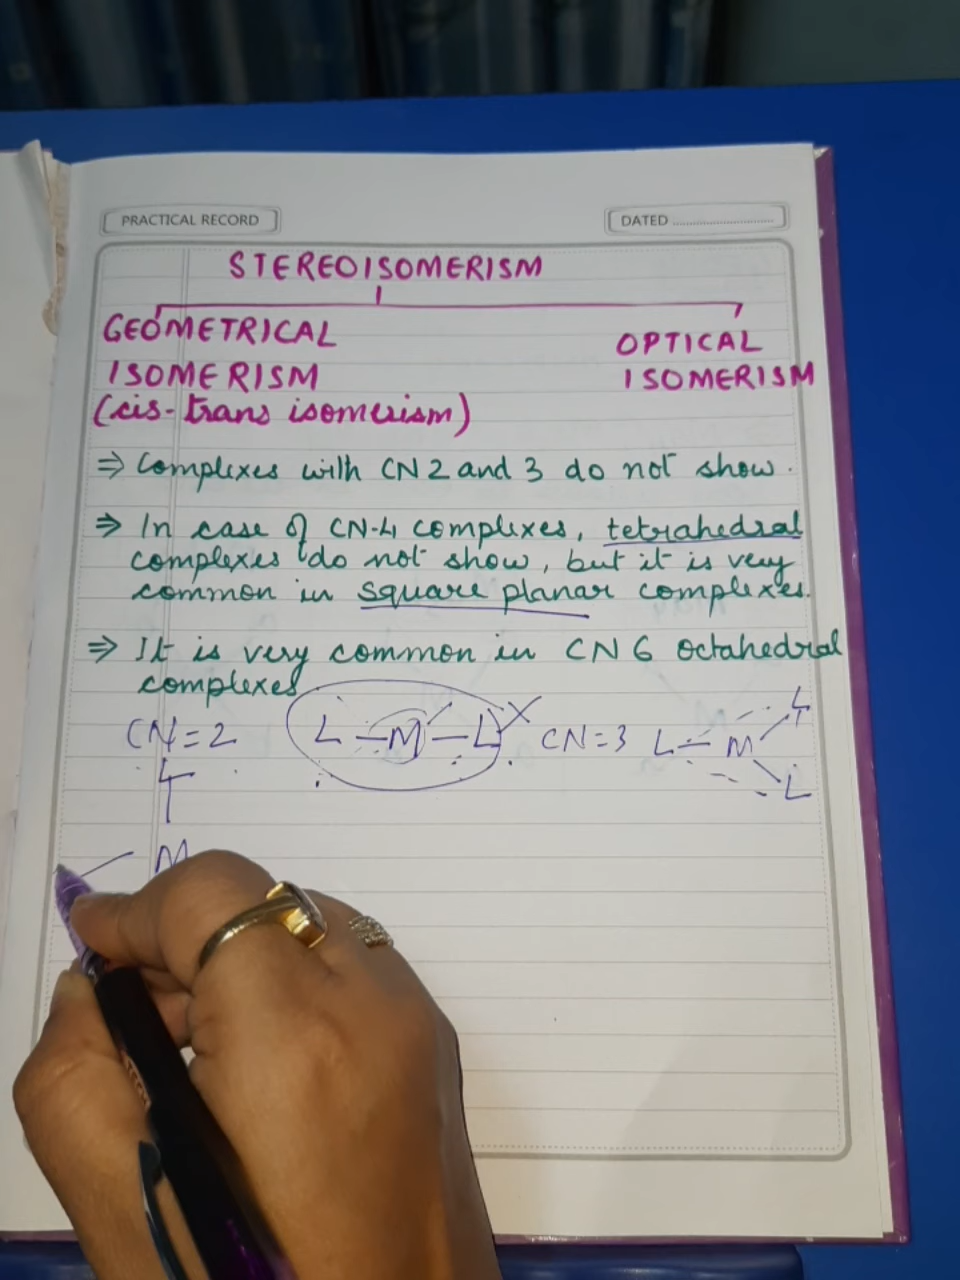 PRACTICAL RECORD
DATED
STEREOISOMERISM
GEOMETRICAL
ISOMERISM
(cis-trans isomerism)
OPTICAL
ISOMERISM
⇒ Complexes with CN 2 and 3 do not show.
⇒ In case of CN-4 complexes, tetrahedral
complexes do not show, but it is very
common in square planar complexes.
⇒ It is very common in CN 6 octahedral
complexes
CN=2 L - M - L X CN=3 L - M L L
L
M